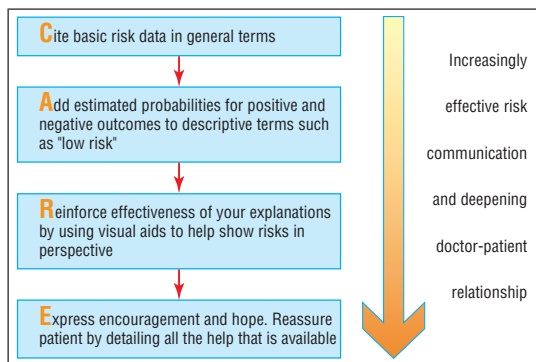 Cite basic risk data in general terms
Add estimated probabilities for positive and
negative outcomes to descriptive terms such
as "low risk"
Reinforce effectiveness of your explanations
by using visual aids to help show risks in
perspective
Express encouragement and hope. Reassure
patient by detailing all the help that is available
Increasingly
effective risk
communication
and deepening
doctor-patient
relationship